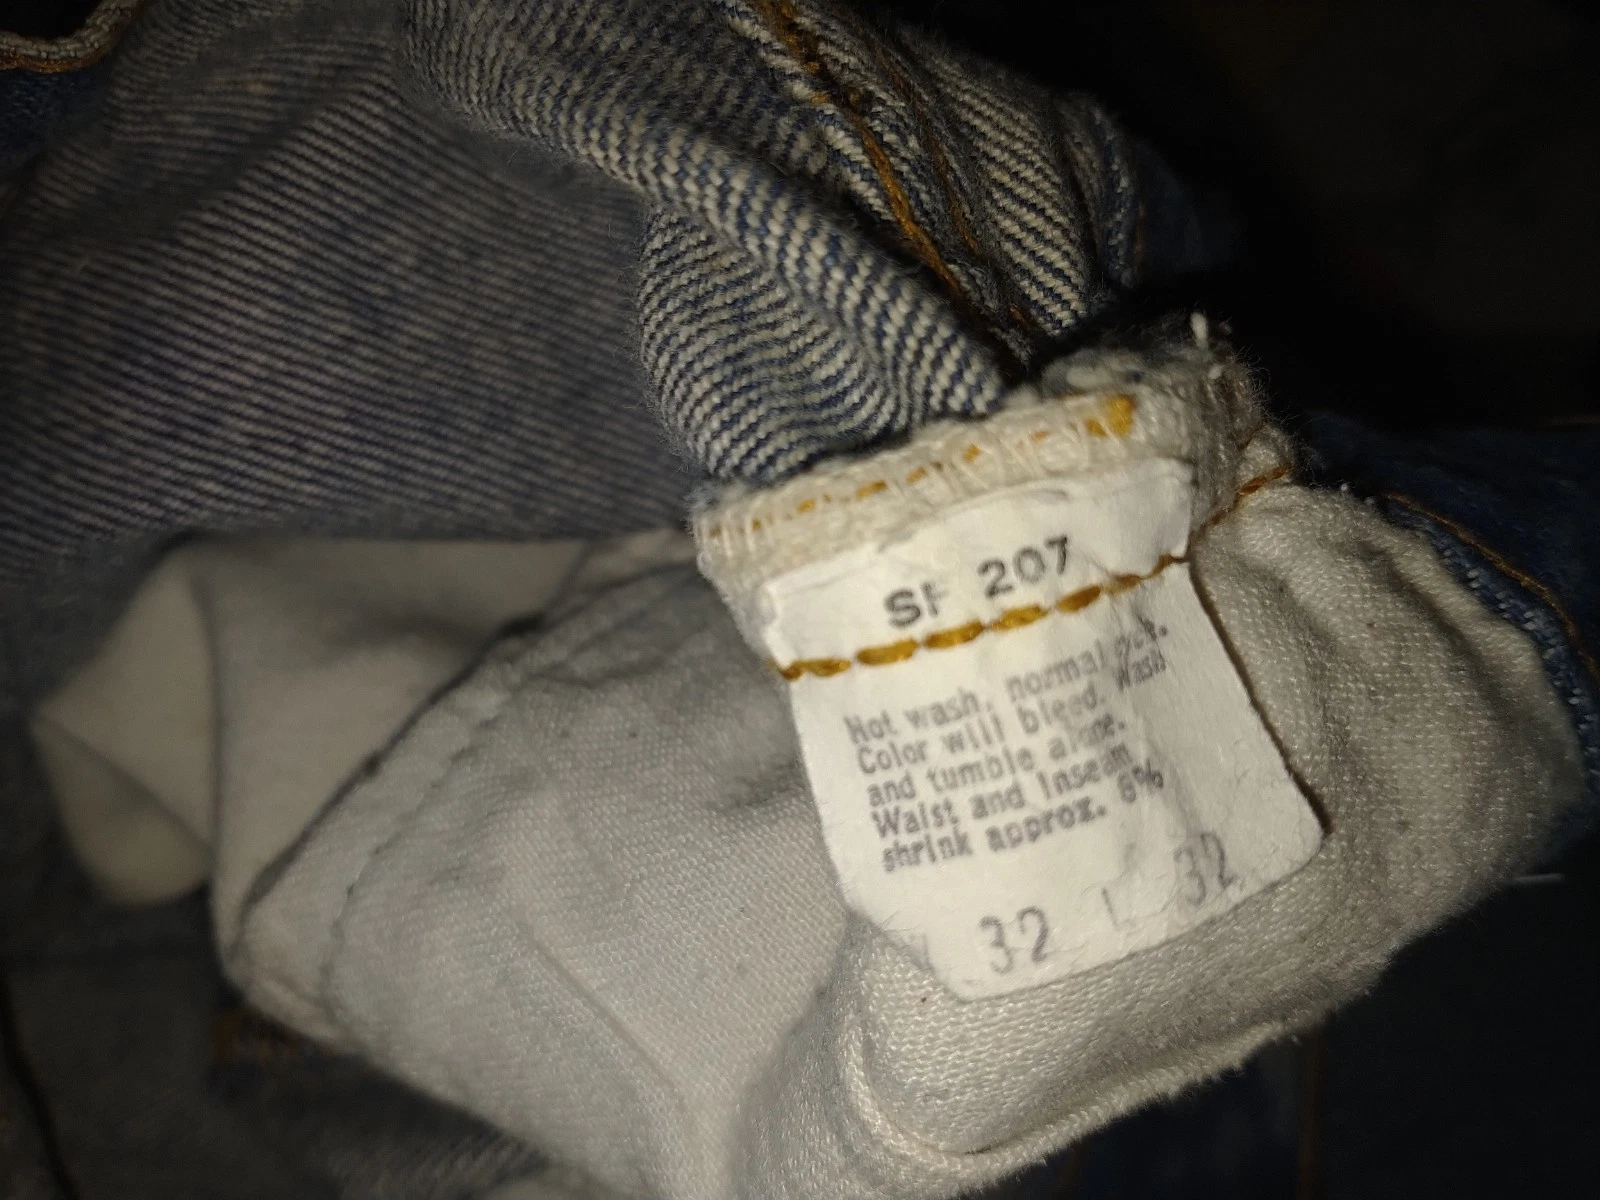 SF 207
Hot wash, normal
Color will bleed. Wash
and tumble alone.
Waist and Inseam
shrink approx. 8%
32 L 32